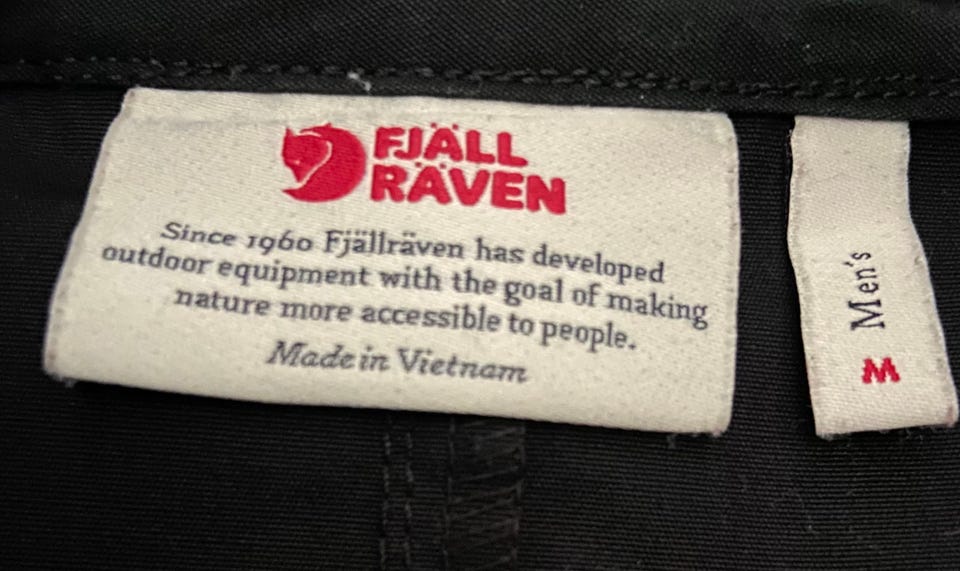 FJÄLL
RÄVEN
Since 1960 Fjällräven has developed
outdoor equipment with the goal of making
nature more accessible to people.
Made in Vietnam
Men's
M